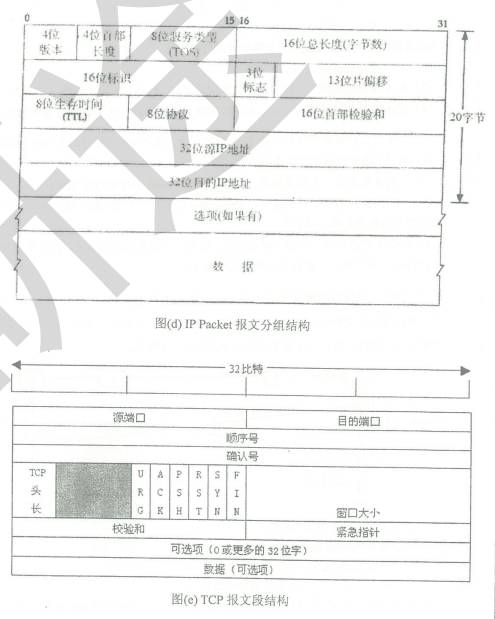 0 15 16 31
4位版本 4位首部长度 8位服务类型(TOS) 16位总长度(字节数)
16位标识 3位标志 13位片偏移
8位生存时间(TTL) 8位协议 16位首部检验和
20字节
32位源IP地址
32位目的IP地址
选项(如果有)
数 据
图(d) IP Packet 报文分组结构
32比特
源端口 目的端口
顺序号
确认号
TCP头长 URG ACK PSH RST SYN FIN 窗口大小
校验和 紧急指针
可选项(0或更多的32位字)
数据(可选项)
图(e) TCP 报文段结构